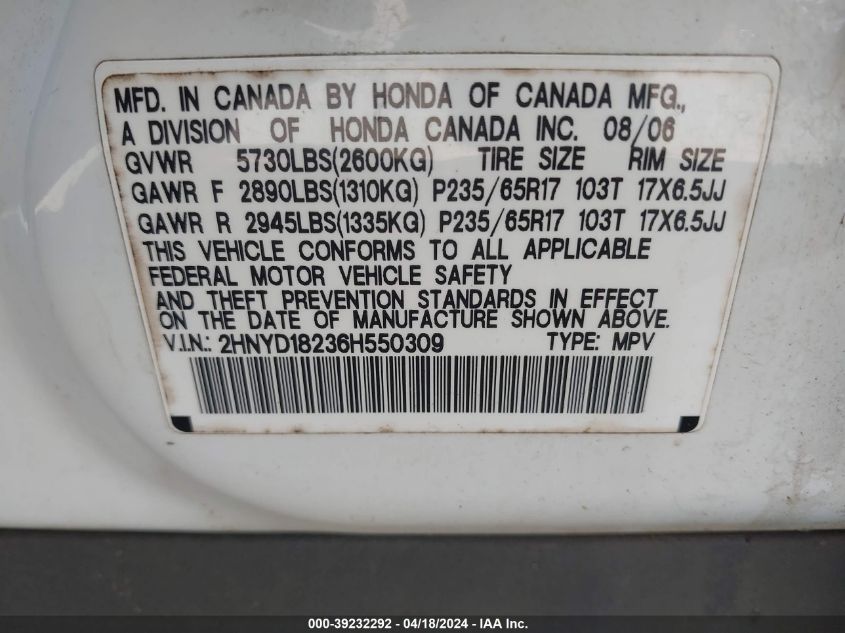 MFD. IN CANADA BY HONDA OF CANADA MFG.,
A DIVISION OF HONDA CANADA INC. 08/06
GVWR 5730LBS(2600KG) TIRE SIZE RIM SIZE
GAWR F 2890LBS(1310KG) P235/65R17 103T 17X6.5JJ
GAWR R 2945LBS(1335KG) P235/65R17 103T 17X6.5JJ
THIS VEHICLE CONFORMS TO ALL APPLICABLE
FEDERAL MOTOR VEHICLE SAFETY
AND THEFT PREVENTION STANDARDS IN EFFECT
ON THE DATE OF MANUFACTURE SHOWN ABOVE.
V.I.N.: 2HNYD18236H550309 TYPE: MPV
000-39232292 - 04/18/2024 - IAA Inc.